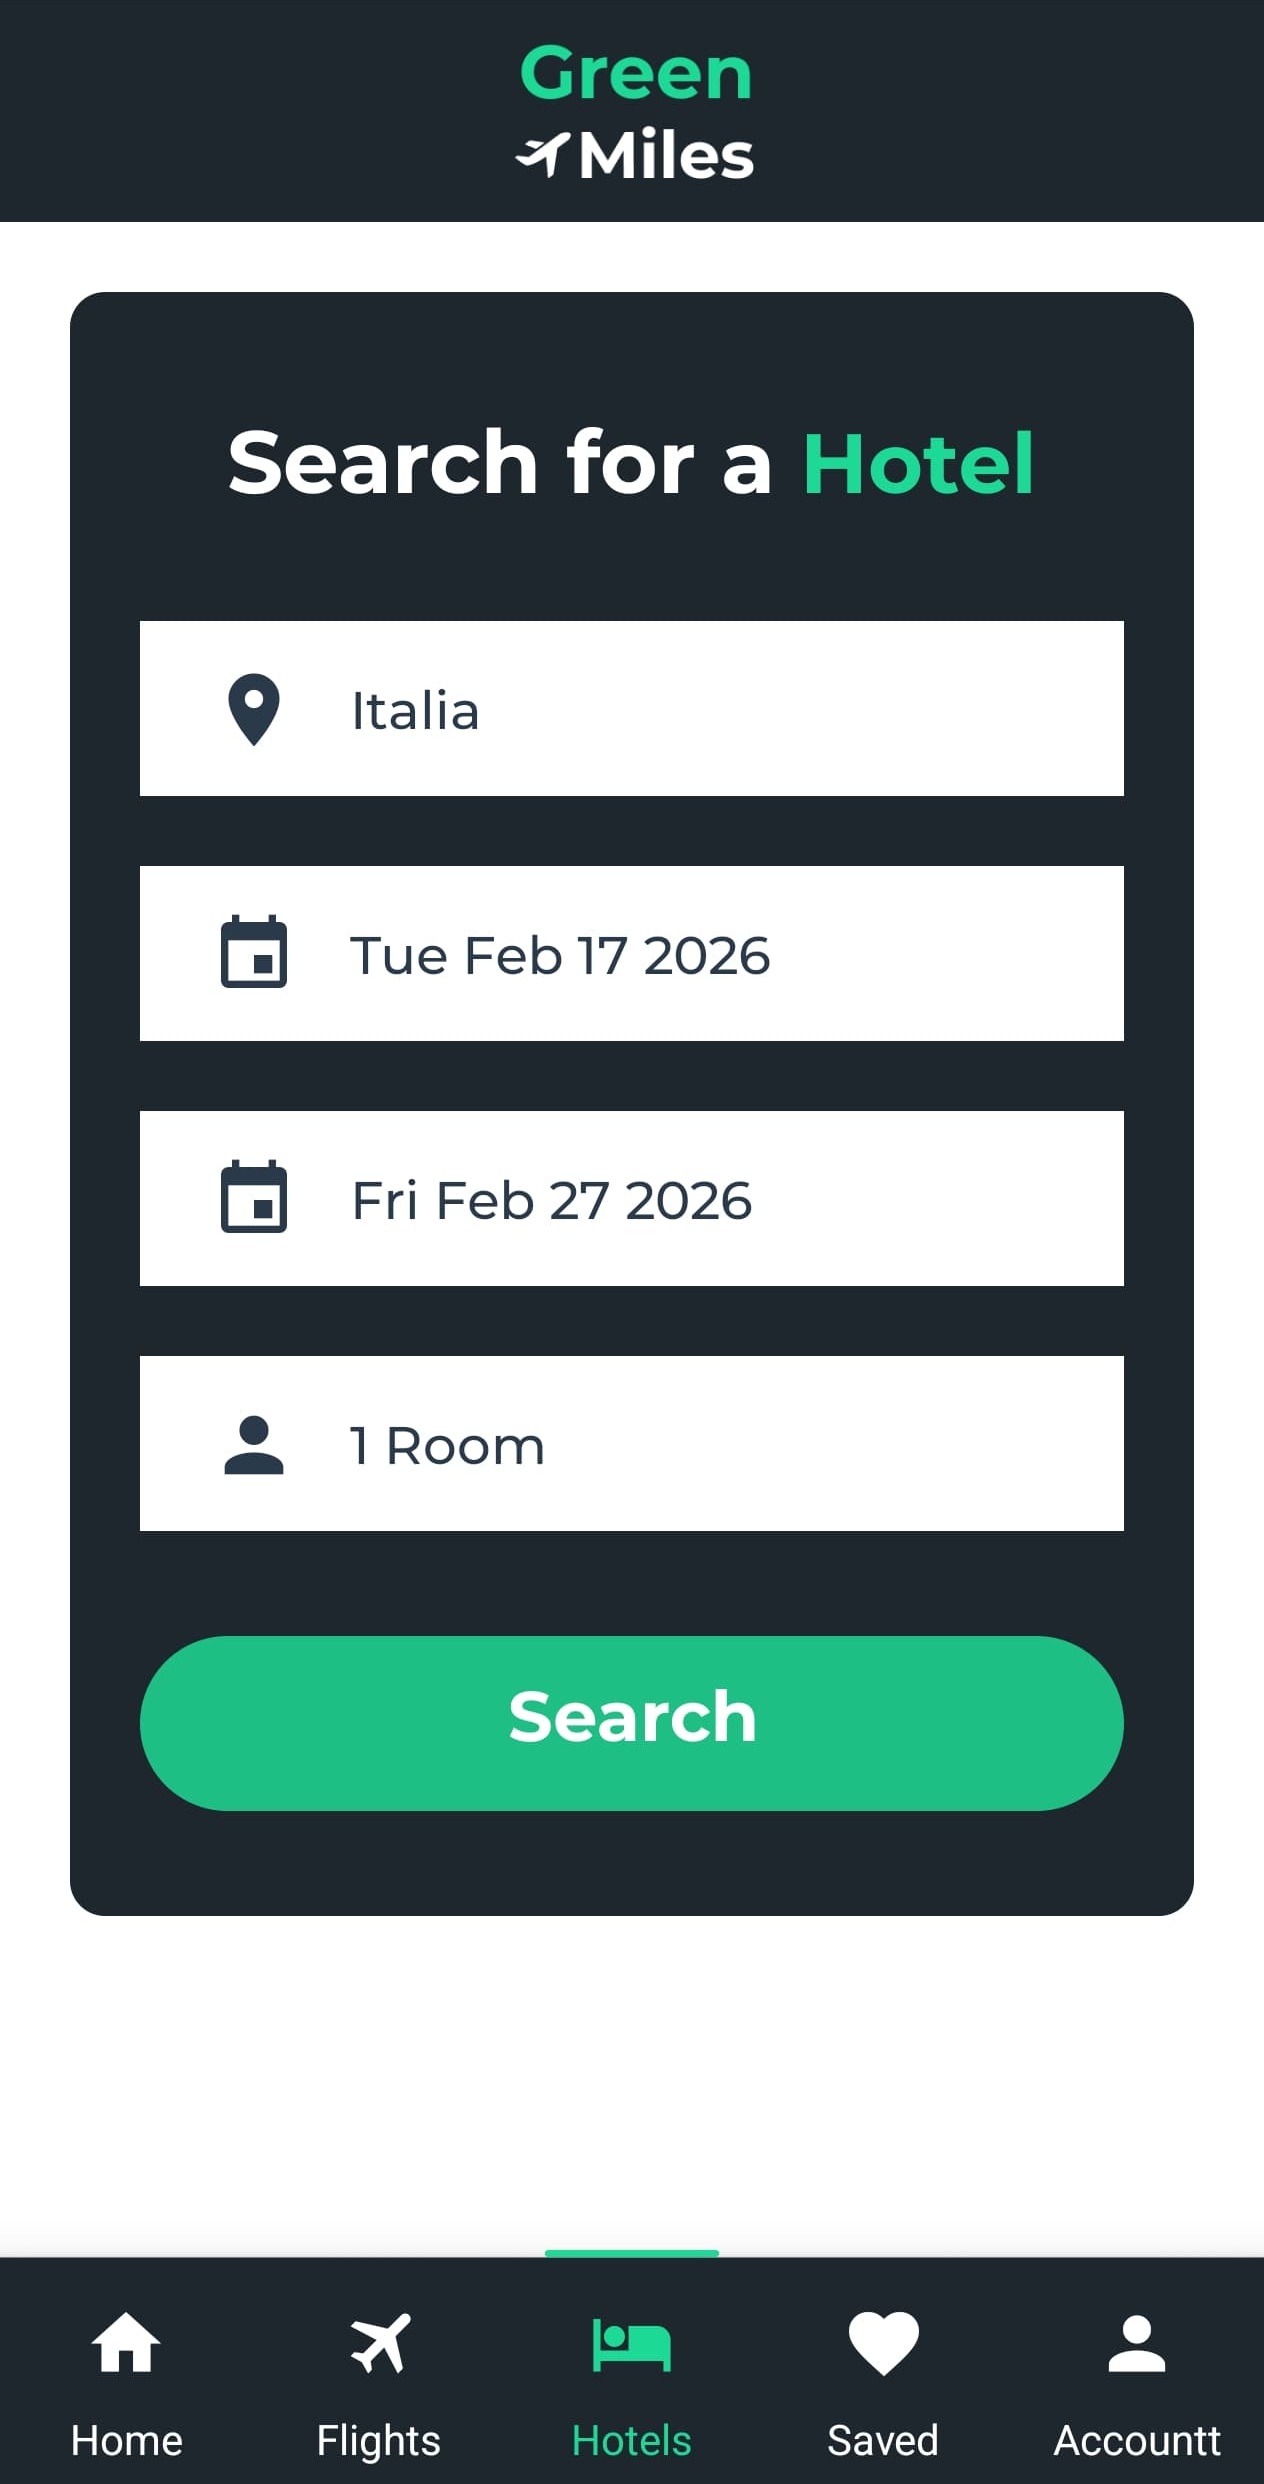 Green
Miles
Search for a Hotel
Italia
Tue Feb 17 2026
Fri Feb 27 2026
1 Room
Search
Home Flights Hotels Saved Accountt